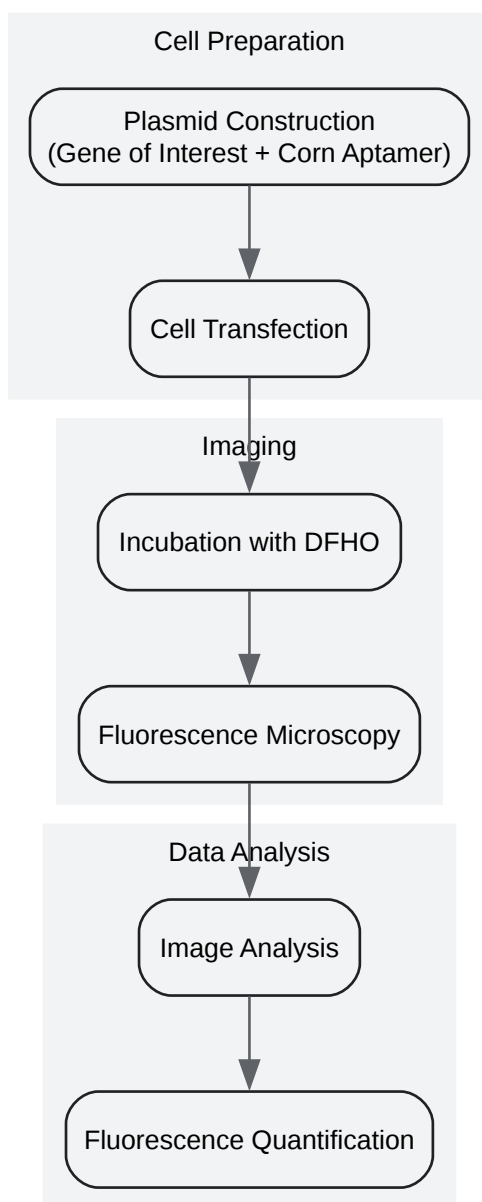 Cell Preparation
Plasmid Construction
(Gene of Interest + Corn Aptamer)
Cell Transfection
Imaging
Incubation with DFHO
Fluorescence Microscopy
Data Analysis
Image Analysis
Fluorescence Quantification